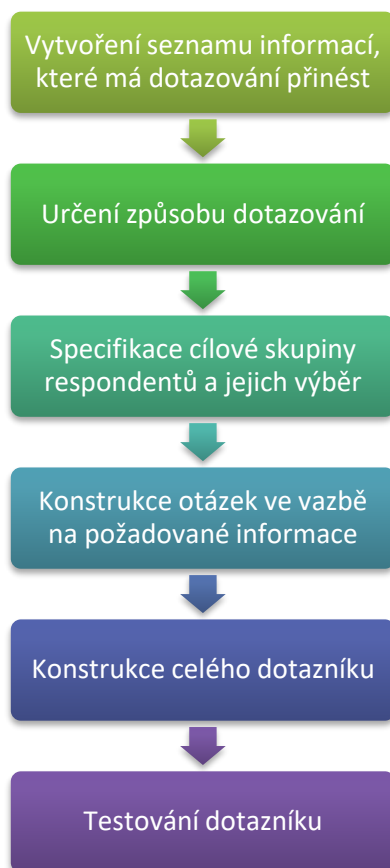 Vytvoření seznamu informací,
které má dotazování přinést
Určení způsobu dotazování
Specifikace cílové skupiny
respondentů a jejich výběr
Konstrukce otázek ve vazbě
na požadované informace
Konstrukce celého dotazníku
Testování dotazníku